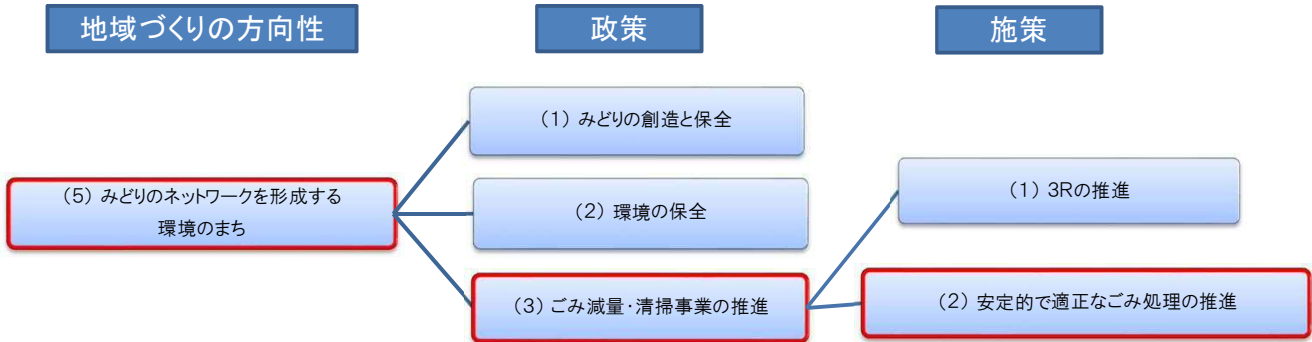 地域づくりの方向性
政策
施策
(1) みどりの創造と保全
(5) みどりのネットワークを形成する
環境のまち
(2) 環境の保全
(3) ごみ減量・清掃事業の推進
(1) 3Rの推進
(2) 安定的で適正なごみ処理の推進